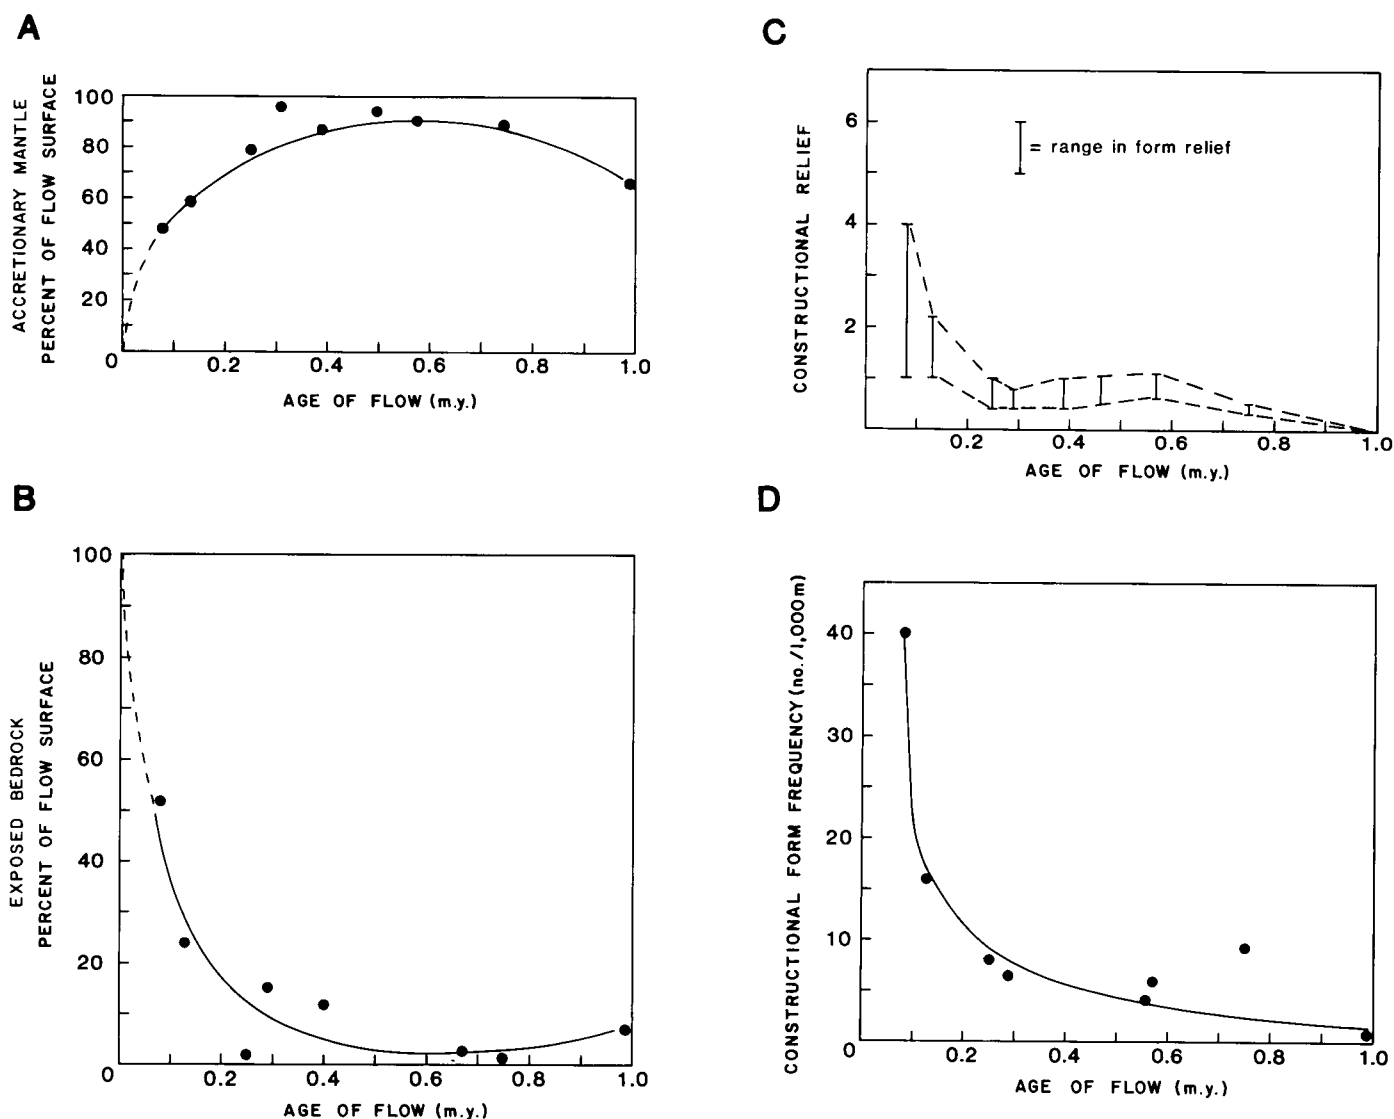 A
ACCRETIONARY MANTLE
PERCENT OF FLOW SURFACE
100
80
60
40
20
0
0.2
0.4
0.6
0.8
1.0
AGE OF FLOW (m.y.)
B
EXPOSED BEDROCK
PERCENT OF FLOW SURFACE
100
80
60
40
20
0
0.2
0.4
0.6
0.8
1.0
AGE OF FLOW (m.y.)
C
CONSTRUCTIONAL RELIEF
6
4
2
= range in form relief
0.2
0.4
0.6
0.8
1.0
AGE OF FLOW (m.y.)
D
CONSTRUCTIONAL FORM FREQUENCY (no./1,000m)
40
30
20
10
0
0.2
0.4
0.6
0.8
1.0
AGE OF FLOW (m.y.)